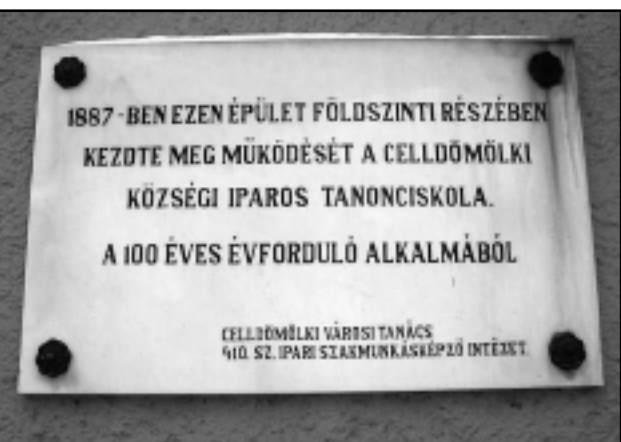 1887-BEN EZEN ÉPÜLET FÖLDSZINTI RÉSZÉBEN
KEZDTE MEG MŰKÖDÉSÉT A CELLDÖMÖLKI
KÖZSÉGI IPAROS TANONCISKOLA.
A 100 ÉVES ÉVFORDULÓ ALKALMÁBÓL
CELLDÖMÖLKI VÁROSI TANÁCS
410. SZ. IPARI SZAKMUNKÁSKÉPZŐ INTÉZET.